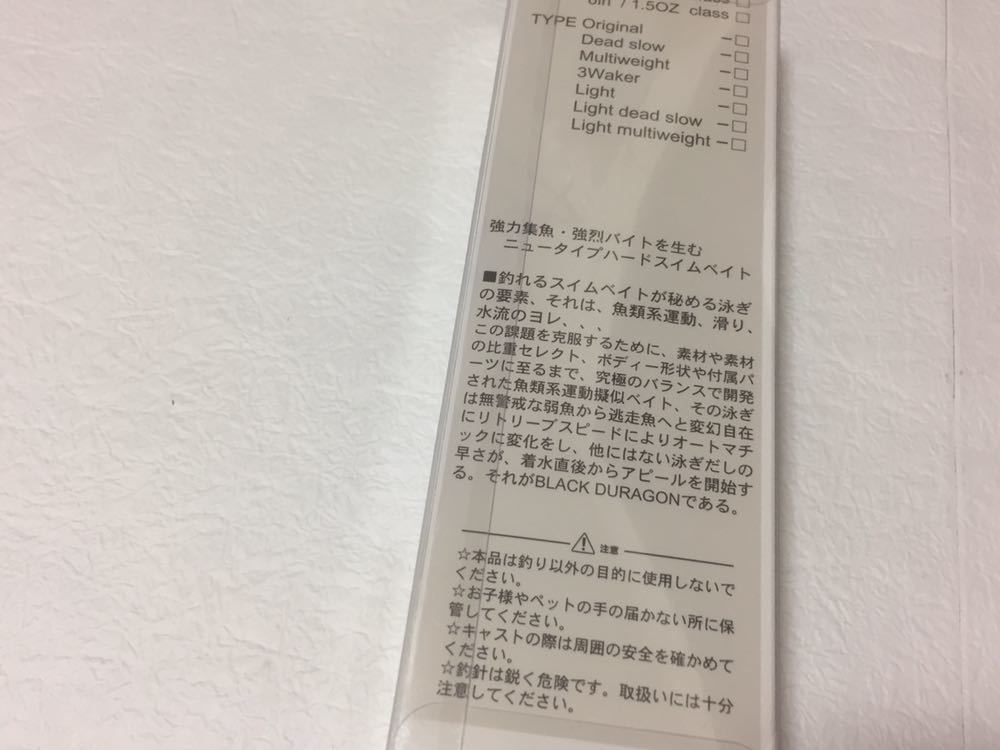 class □
6in / 1.5OZ class □
TYPE Original −□
Dead slow −□
Multiweight −□
3Waker −□
Light −□
Light dead slow −□
Light multiweight −□
強力集魚・強烈バイトを生む
ニュータイプハードスイムベイト
■釣れるスイムベイトが秘める泳ぎ
の要素、それは、魚類系運動、滑り、
水流のヨレ、、、
この課題を克服するために、素材や素材
の比重セレクト、ボディー形状や付属パ
ーツに至るまで、究極のバランスで開発
された魚類系運動擬似ベイト、その泳ぎ
は無警戒な弱魚から逃走魚へと変幻自在
にリトリーブスピードによりオートマチ
ックに変化をし、他にはない泳ぎだしの
早さが、着水直後からアピールを開始す
る。それがBLACK DURAGONである。
注意
☆本品は釣り以外の目的に使用しないで
ください。
☆お子様やペットの手の届かない所に保
管してください。
☆キャストの際は周囲の安全を確かめて
ください。
☆釣針は鋭く危険です。取扱いには十分
注意してください。